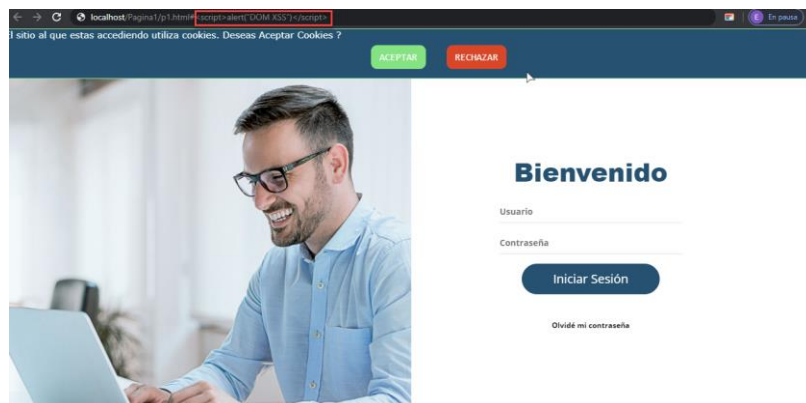 localhost/Pagina1/p1.html#<script>alert("DOM XSS")</script>
E
En pausa
l sitio al que estas accediendo utiliza cookies. Deseas Aceptar Cookies ?
ACEPTAR
RECHAZAR
Bienvenido
Usuario
Contraseña
Iniciar Sesión
Olvidé mi contraseña